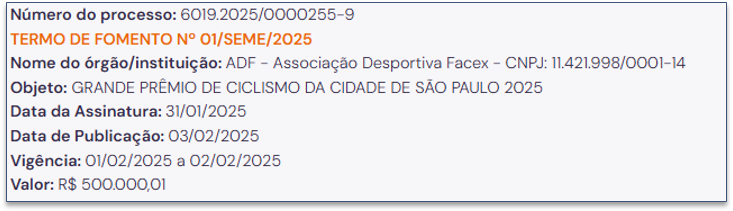 Número do processo: 6019.2025/0000255-9
TERMO DE FOMENTO Nº 01/SEME/2025
Nome do órgão/instituição: ADF - Associação Desportiva Facex - CNPJ: 11.421.998/0001-14
Objeto: GRANDE PRÊMIO DE CICLISMO DA CIDADE DE SÃO PAULO 2025
Data da Assinatura: 31/01/2025
Data de Publicação: 03/02/2025
Vigência: 01/02/2025 a 02/02/2025
Valor: R$ 500.000,01